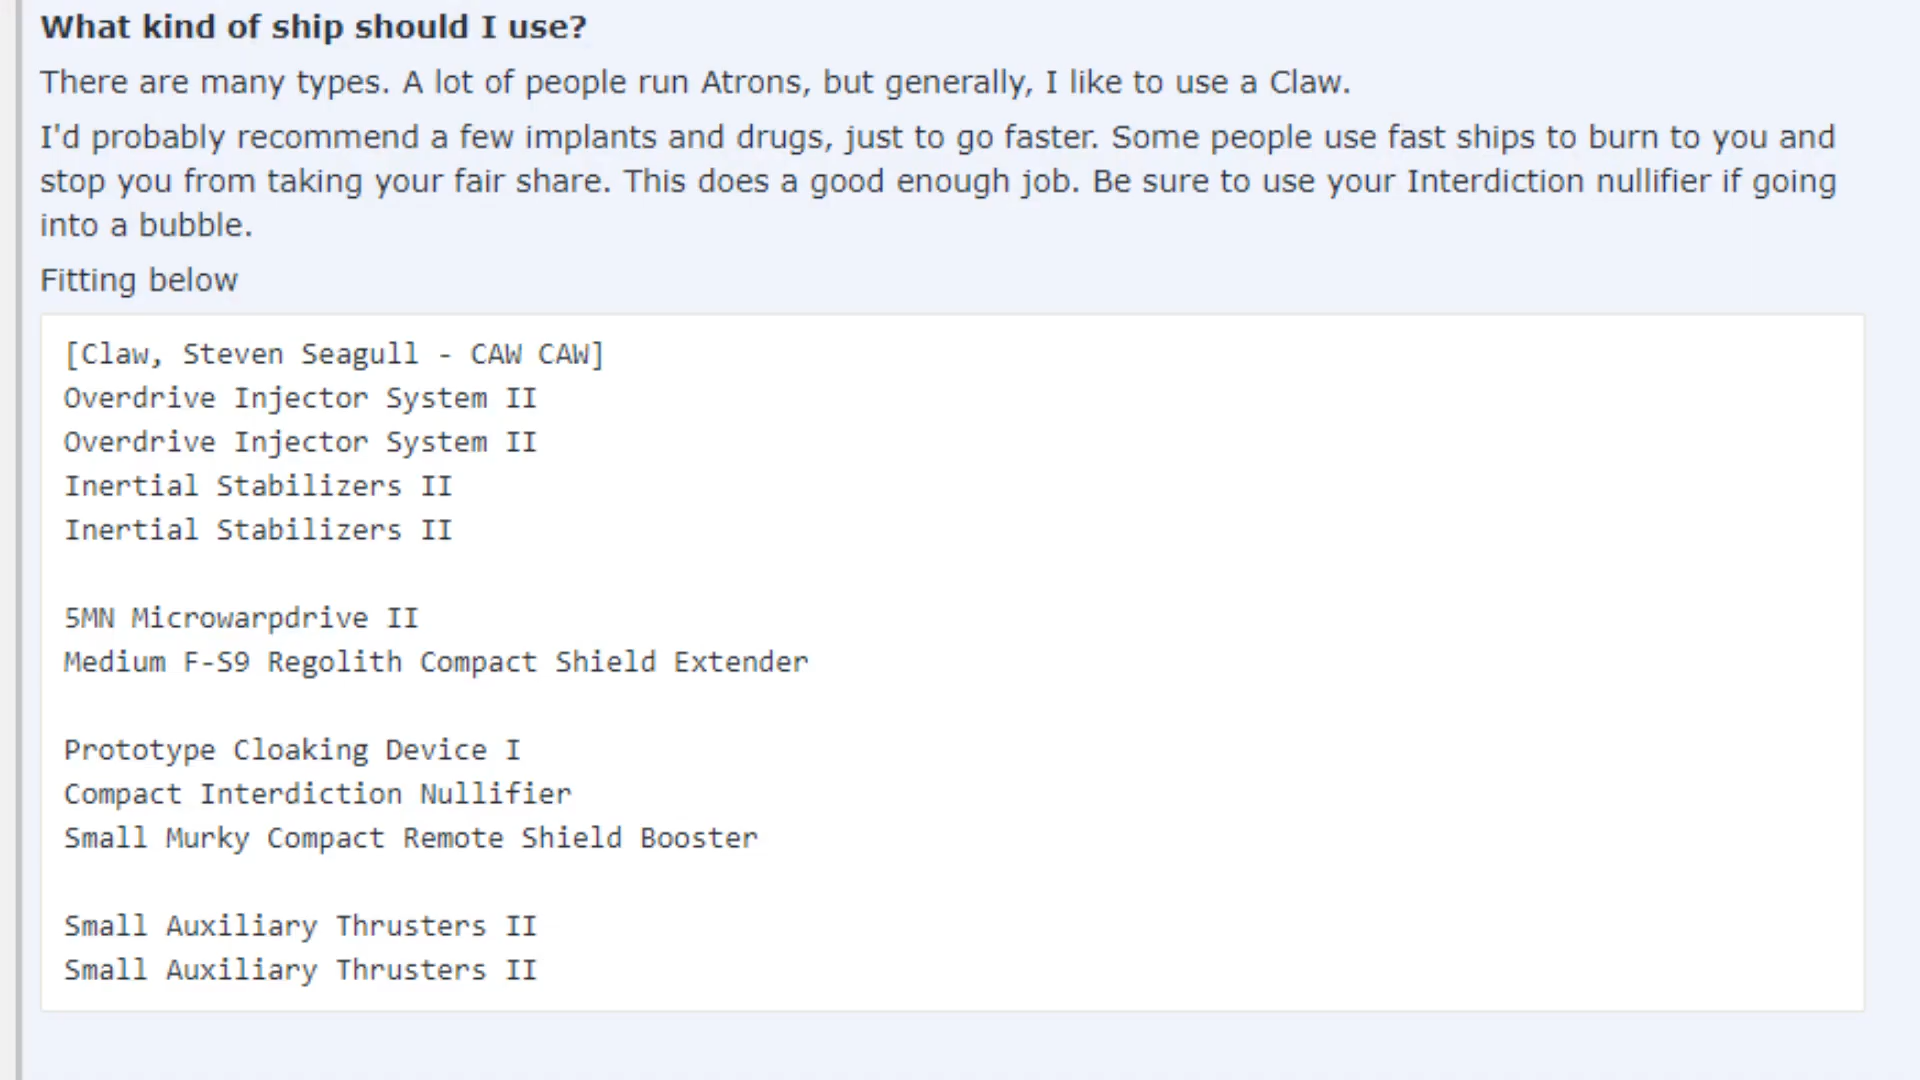 What kind of ship should I use?
There are many types. A lot of people run Atrons, but generally, I like to use a Claw.
I'd probably recommend a few implants and drugs, just to go faster. Some people use fast ships to burn to you and
stop you from taking your fair share. This does a good enough job. Be sure to use your Interdiction nullifier if going
into a bubble.
Fitting below
[Claw, Steven Seagull - CAW CAW]
Overdrive Injector System II
Overdrive Injector System II
Inertial Stabilizers II
Inertial Stabilizers II
5MN Microwarpdrive II
Medium F-S9 Regolith Compact Shield Extender
Prototype Cloaking Device I
Compact Interdiction Nullifier
Small Murky Compact Remote Shield Booster
Small Auxiliary Thrusters II
Small Auxiliary Thrusters II